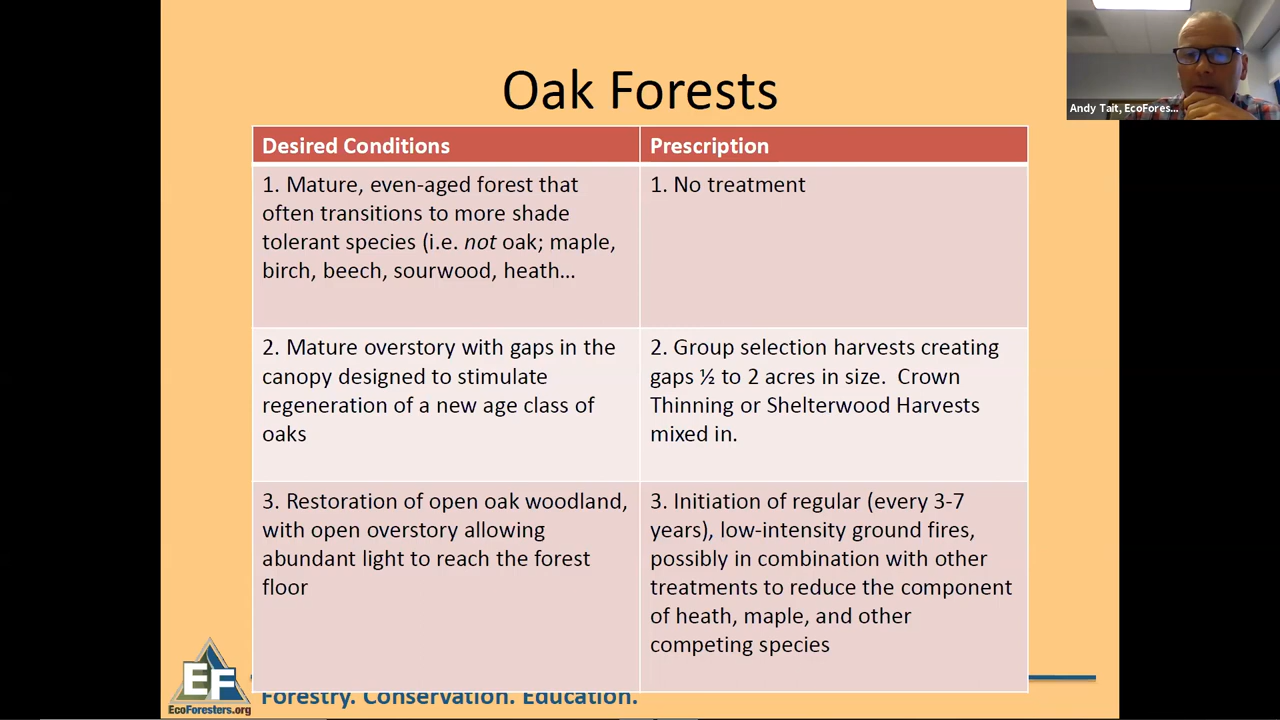 Oak Forests
Andy Tait, EcoFores...
Desired Conditions
Prescription
1. Mature, even-aged forest that
often transitions to more shade
tolerant species (i.e. not oak; maple,
birch, beech, sourwood, heath…
1. No treatment
2. Mature overstory with gaps in the
canopy designed to stimulate
regeneration of a new age class of
oaks
2. Group selection harvests creating
gaps ½ to 2 acres in size.  Crown
Thinning or Shelterwood Harvests
mixed in.
3. Restoration of open oak woodland,
with open overstory allowing
abundant light to reach the forest
floor
3. Initiation of regular (every 3-7
years), low-intensity ground fires,
possibly in combination with other
treatments to reduce the component
of heath, maple, and other
competing species
EF
EcoForesters.org
Forestry. Conservation. Education.